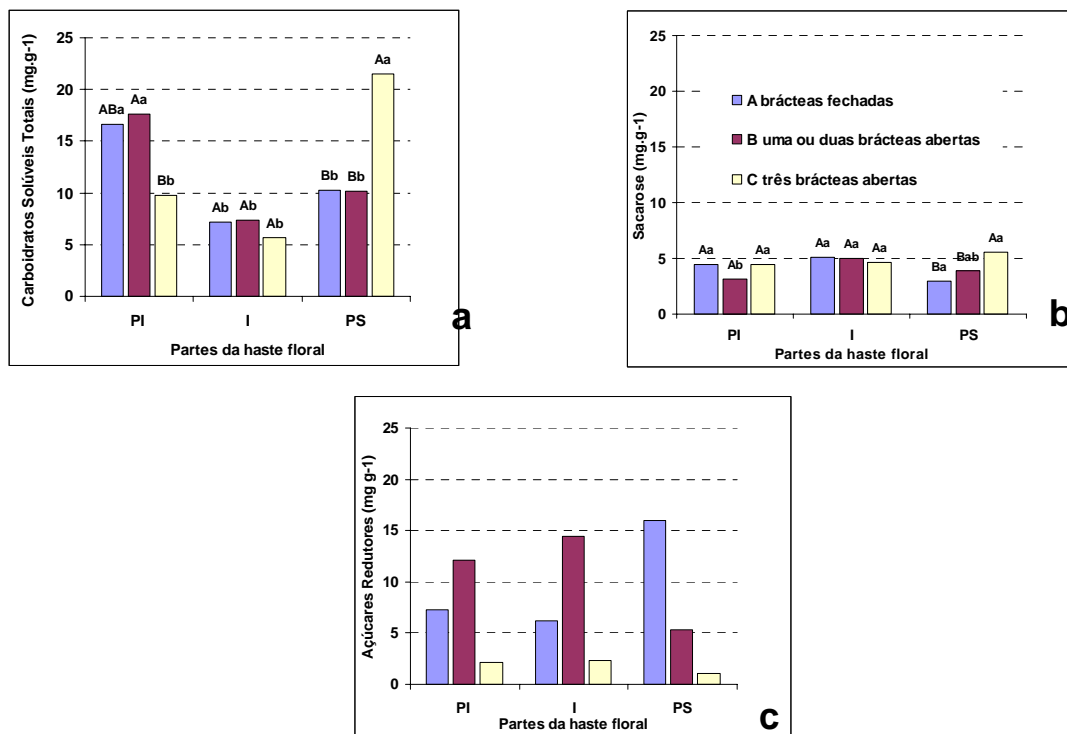 Carboidratos Solúveis Totais (mg.g-1)
25
20
15
10
5
0
ABa Aa Bb
Ab Ab Ab
Bb Bb Aa
PI I PS
Partes da haste floral
a
Sacarose (mg.g-1)
25
20
15
10
5
0
A brácteas fechadas
B uma ou duas brácteas abertas
C três brácteas abertas
Aa Ab Aa
Aa Aa Aa
Ba Bab Aa
PI I PS
Partes da haste floral
b
Açúcares Redutores (mg g-1)
25
20
15
10
5
0
PI I PS
Partes da haste floral
c